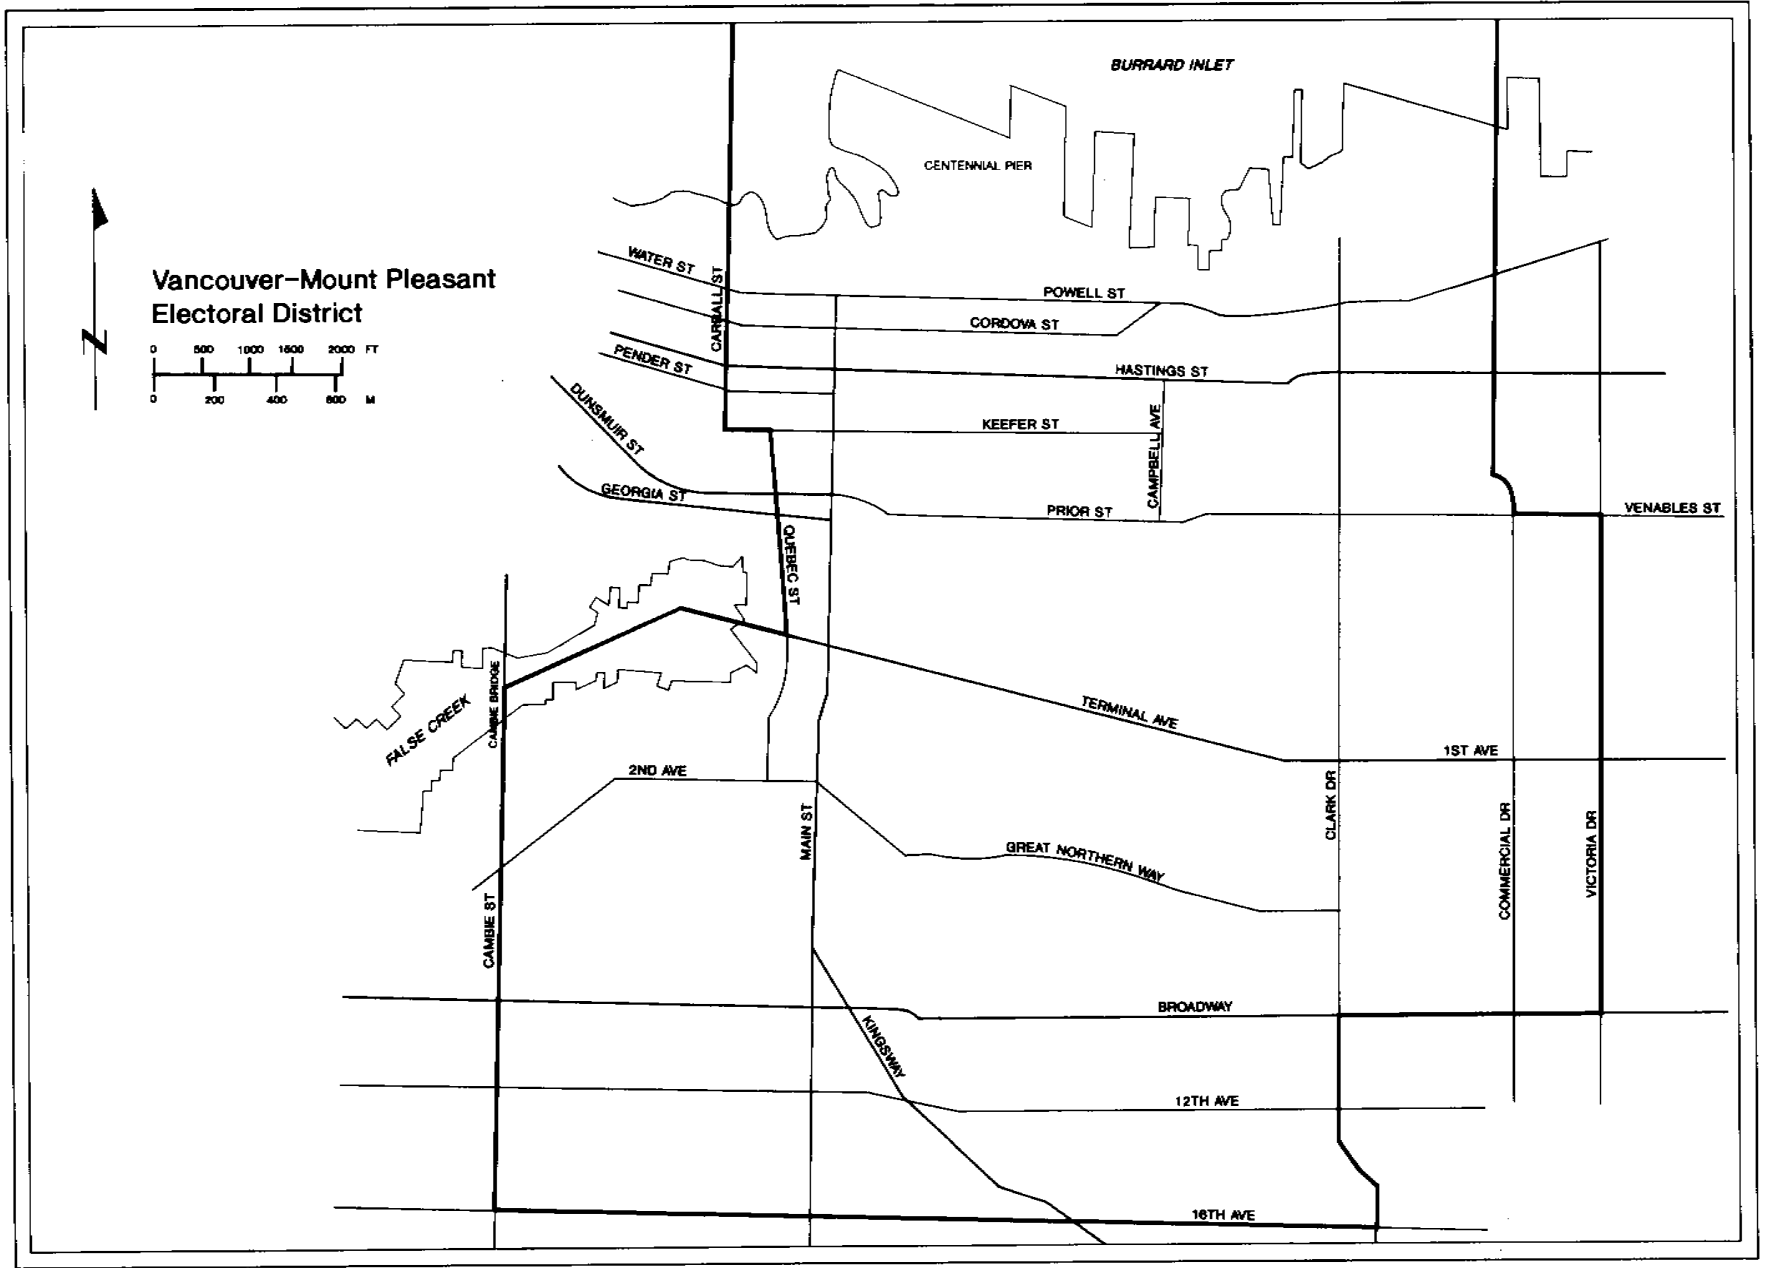 BURRARD INLET
CENTENNIAL PIER
Vancouver-Mount Pleasant
Electoral District
0 500 1000 1500 2000 FT
0 200 400 600 M
N
WATER ST
CARRALL ST
POWELL ST
CORDOVA ST
PENDER ST
HASTINGS ST
DUNSMUIR ST
KEEFER ST
CAMPBELL AVE
GEORGIA ST
PRIOR ST
VENABLES ST
QUEBEC ST
CAMBIE BRIDGE
FALSE CREEK
TERMINAL AVE
1ST AVE
2ND AVE
MAIN ST
CLARK DR
COMMERCIAL DR
VICTORIA DR
GREAT NORTHERN WAY
CAMBIE ST
BROADWAY
KINGSWAY
12TH AVE
16TH AVE